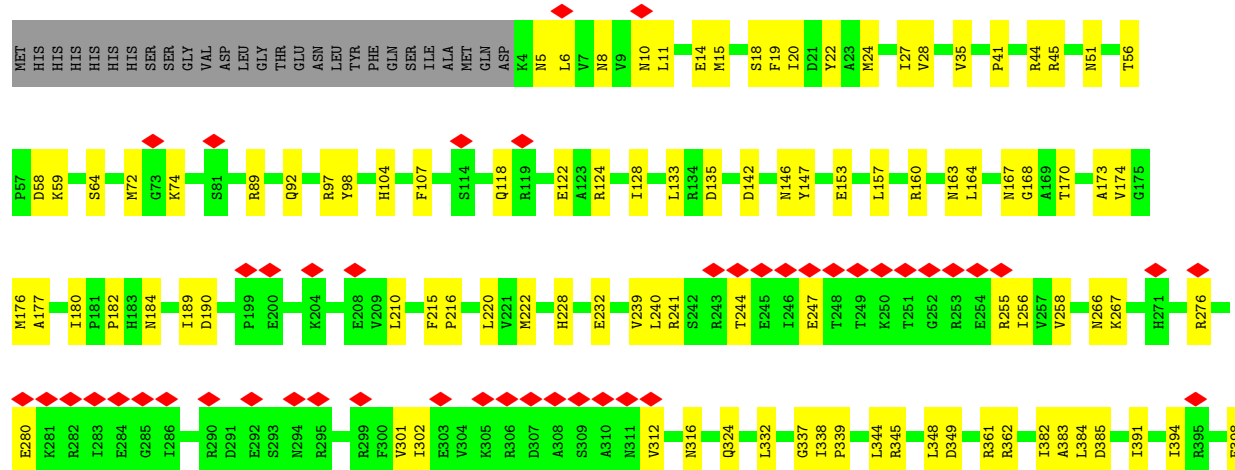 MET HIS HIS HIS HIS HIS HIS SER SER GLY VAL ASP LEU GLY THR GLU ASN LEU TYR PHE GLN SER ILE ALA MET GLN ASP K4 N5 L6 V7 N8 V9 N10 L11 E14 M15 S18 F19 I20 D21 Y22 A23 M24 I27 V28 V35 P41 R44 R45 N51 T56
P57 D58 K59 S64 M72 G73 K74 S81 R89 Q92 R97 Y98 H104 F107 S114 Q118 R119 E122 A123 R124 I128 L133 R134 D135 D142 N146 Y147 E153 L157 R160 N163 L164 N167 G168 A169 T170 A173 V174 G175
M176 A177 I180 P181 P182 H183 N184 I189 D190 P199 E200 K204 E208 V209 L210 F215 P216 L220 V221 M222 H228 E232 V239 L240 R241 S242 R243 T244 E245 I246 E247 T248 T249 K250 T251 G252 R253 E254 R255 I256 V257 V258 N266 K267 H271 R276
E280 K281 R282 I283 E284 G285 I286 R290 D291 E292 S293 N294 R295 R299 F300 V301 I302 E303 V304 K305 R306 D307 A308 S309 A310 N311 V312 N316 Q324 L332 G337 I338 P339 L344 R345 L348 D349 R361 R362 I382 A383 L384 D385 I391 I394 R395